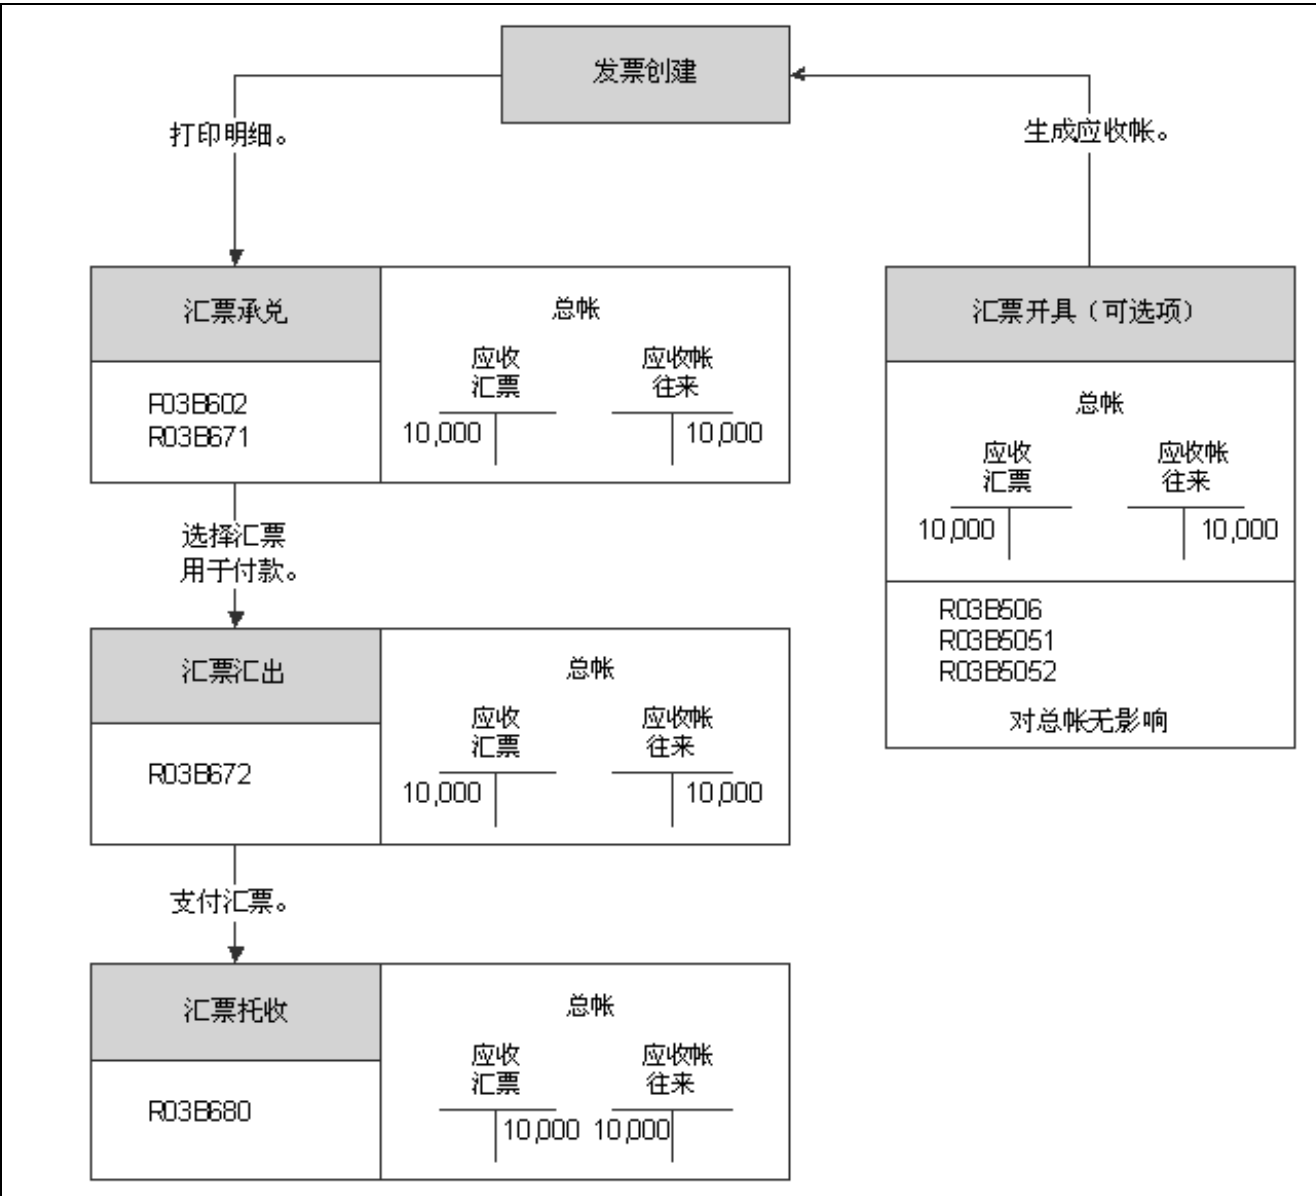 发票创建
打印明细。
生成应收帐。
汇票承兑
总帐
应收
汇票
应收帐
往来
10,000
10,000
P03B602
R03B671
汇票开具（可选项）
总帐
应收
汇票
应收帐
往来
10,000
10,000
R03B506
R03B5051
R03B5052
对总帐无影响
选择汇票
用于付款。
汇票汇出
总帐
应收
汇票
应收帐
往来
10,000
10,000
R03B672
支付汇票。
汇票托收
总帐
应收
汇票
应收帐
往来
10,000
10,000
R03B680